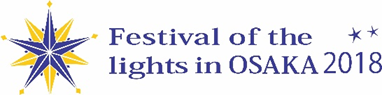 Festival of the
lights in OSAKA 2018